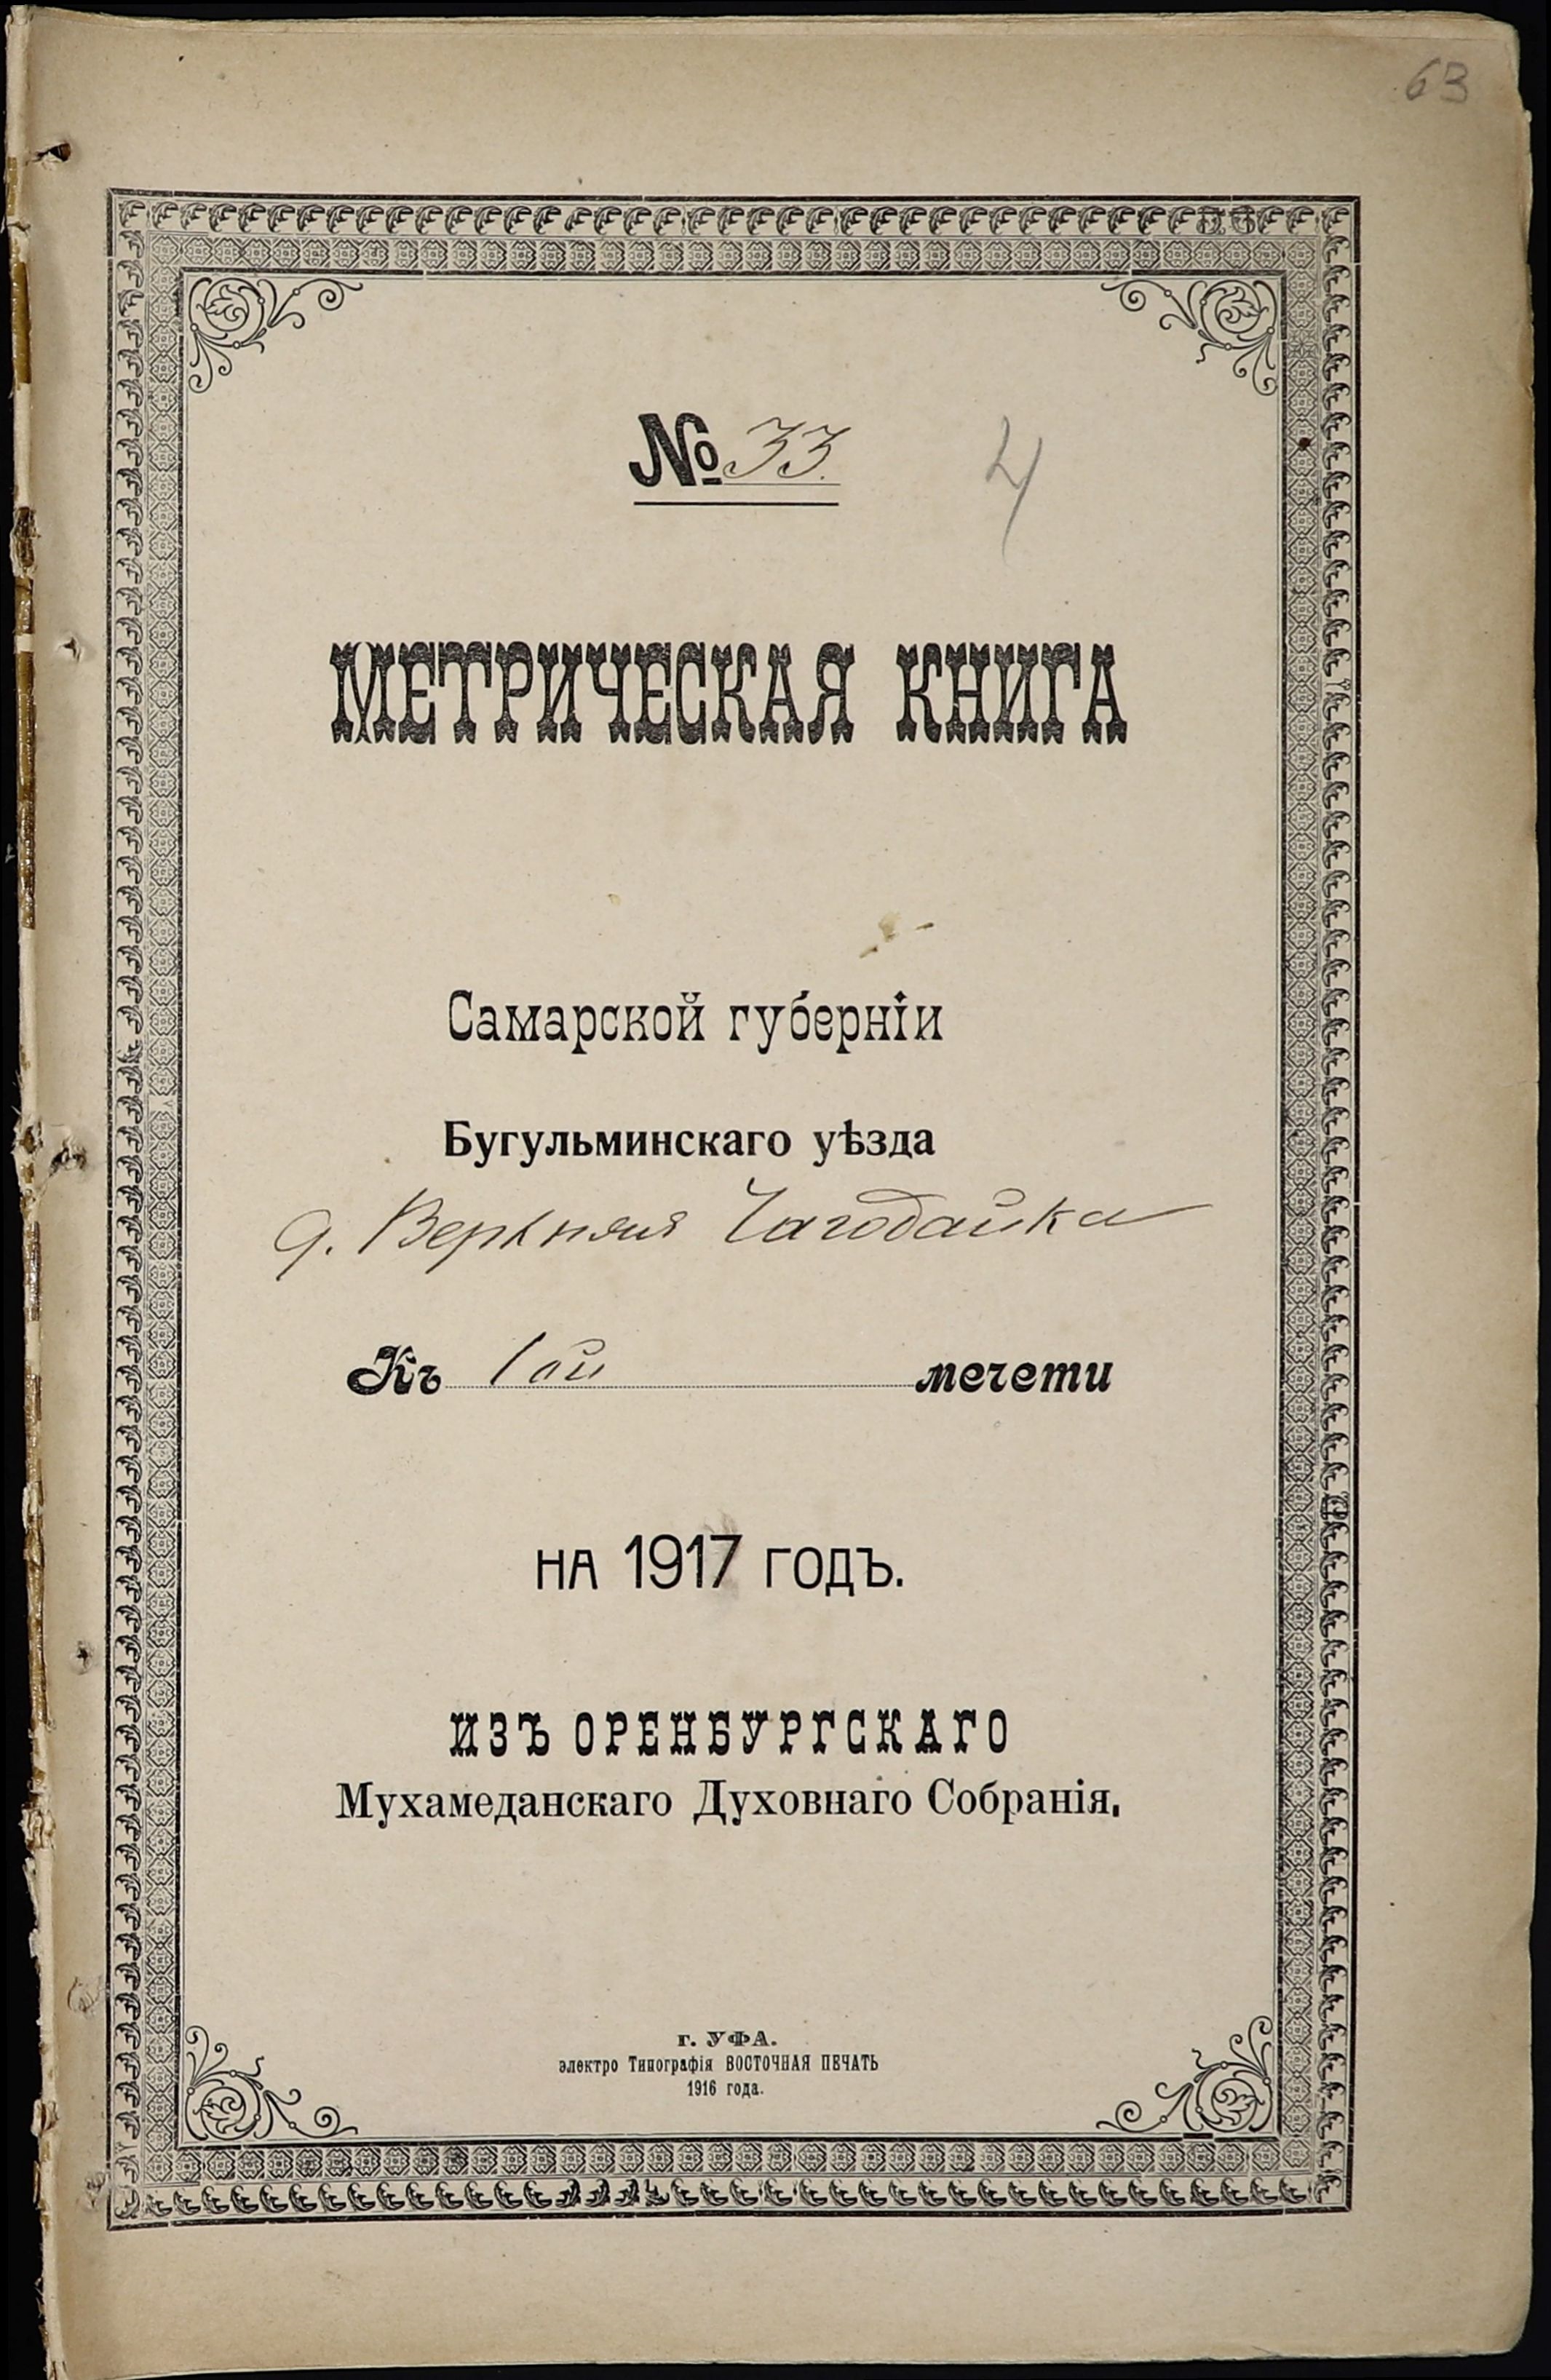 63
№ 33.
4
МЕТРИЧЕСКАЯ КНИГА
Самарской губерніи
Бугульминскаго уѣзда
д. Верхняя Чагодайка
Къ 1ой мечети
на 1917 годъ.
ИЗЪ ОРЕНБУРГСКАГО
Мухамеданскаго Духовнаго Собранія.
г. УФА.
электро Типографія ВОСТОЧНАЯ ПЕЧАТЬ
1916 года.